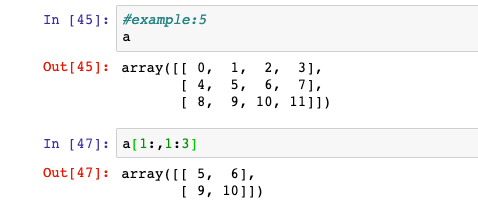 In [45]: #example:5
a
Out[45]: array([[ 0,  1,  2,  3],
[ 4,  5,  6,  7],
[ 8,  9, 10, 11]])
In [47]: a[1:,1:3]
Out[47]: array([[ 5,  6],
[ 9, 10]])